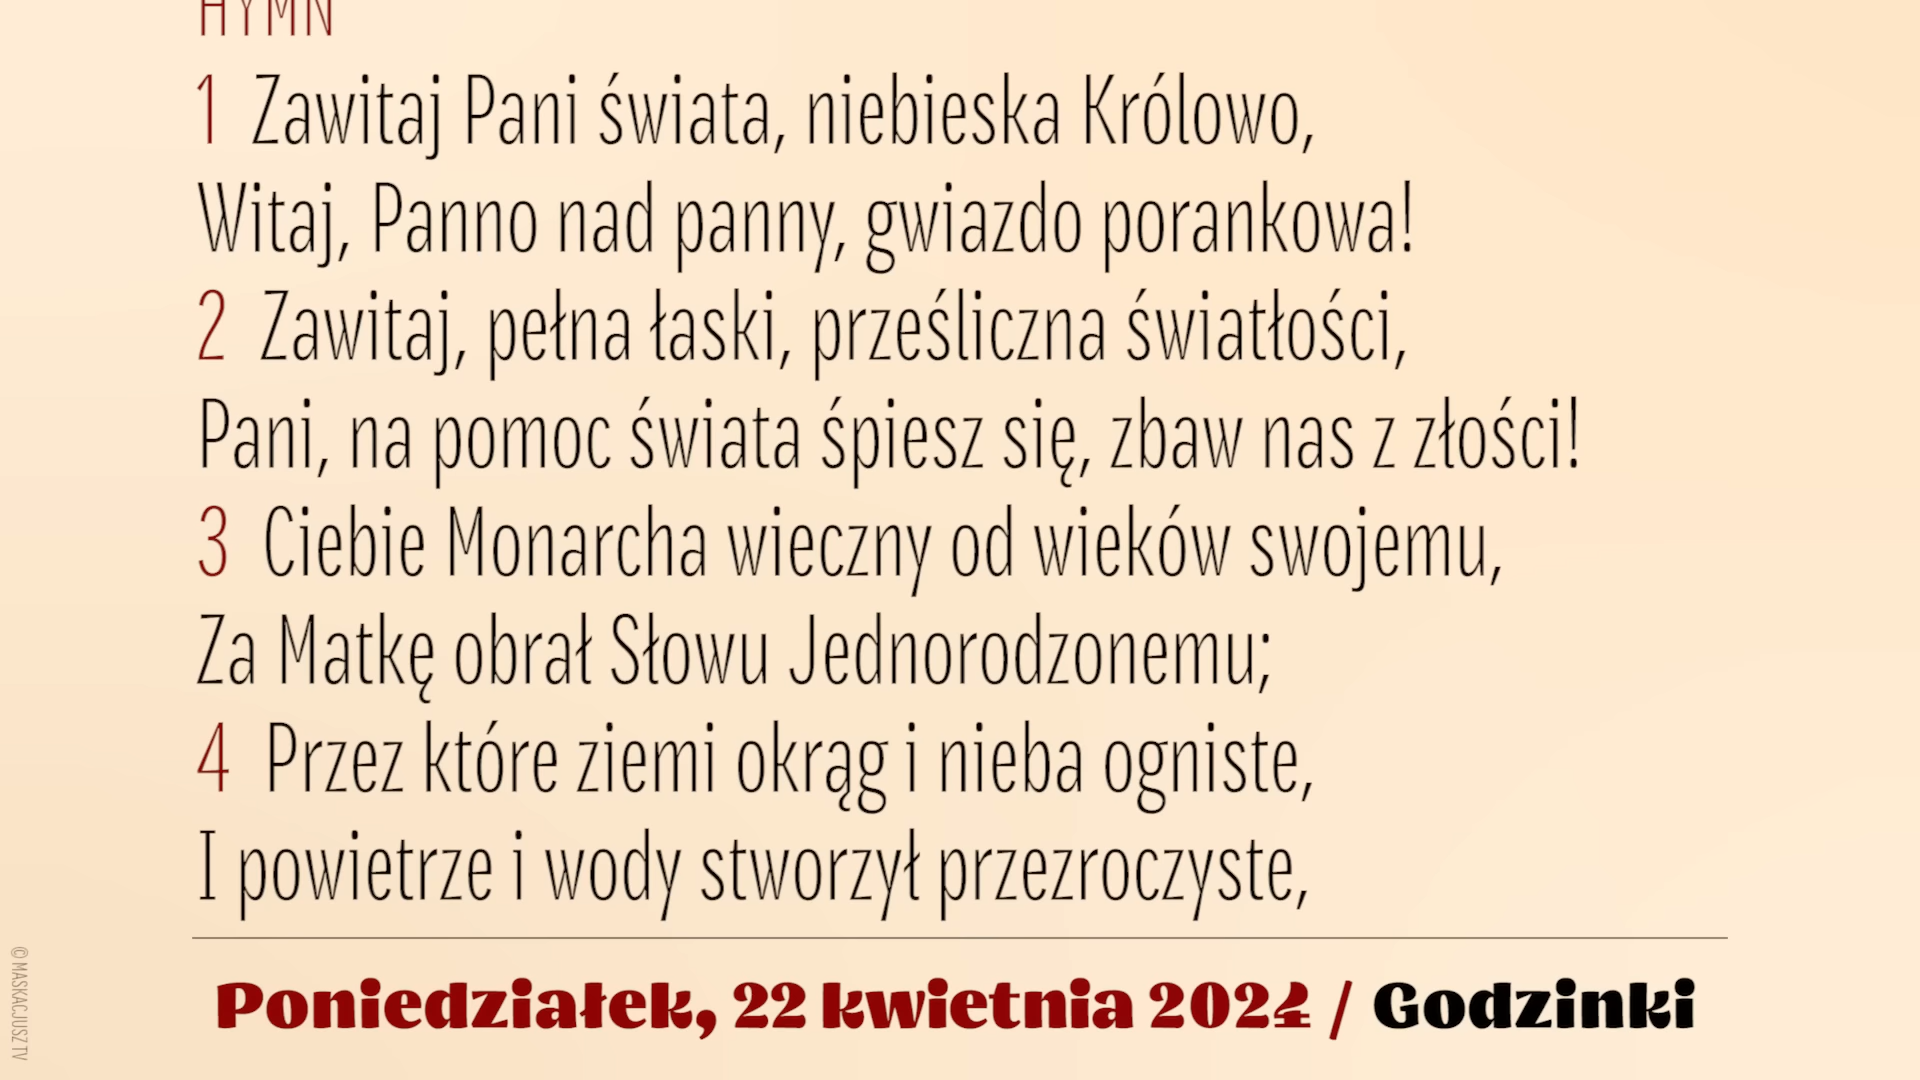 HYMN
1 Zawitaj Pani świata, niebieska Królowo,
Witaj, Panno nad panny, gwiazdo porankowa!
2 Zawitaj, pełna łaski, prześliczna światłości,
Pani, na pomoc świata śpiesz się, zbaw nas z złości!
3 Ciebie Monarcha wieczny od wieków swojemu,
Za Matkę obrał Słowu Jednorodzonemu;
4 Przez które ziemi okrąg i nieba ogniste,
I powietrze i wody stworzył przezroczyste,
Poniedziałek, 22 kwietnia 2024 / Godzinki
© MASKACJUSZ TV